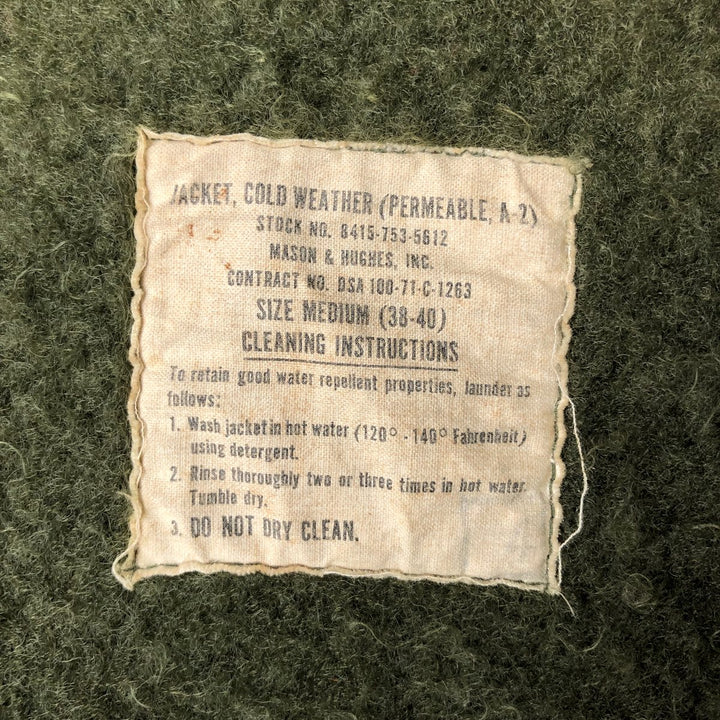 JACKET, COLD WEATHER (PERMEABLE, A-2)
STOCK NO. 8415-753-5612
MASON & HUGHES, INC.
CONTRACT NO. DSA 100-71-C-1263
SIZE MEDIUM (38-40)
CLEANING INSTRUCTIONS
To retain good water repellent properties, launder as
follows:
1. Wash jacket in hot water (120° - 140° Fahrenheit)
using detergent.
2. Rinse thoroughly two or three times in hot water.
Tumble dry.
3. DO NOT DRY CLEAN.